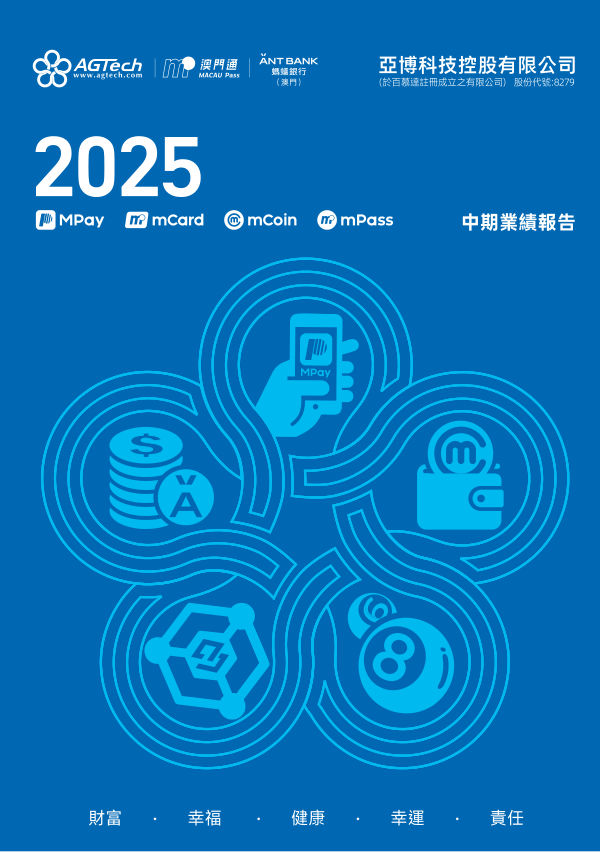 AGTech
www.agtech.com
澳門通
MACAU Pass
ANT BANK
螞蟻銀行
(澳門)
亞博科技控股有限公司
(於百慕達註冊成立之有限公司) 股份代號:8279
2025
MPay mCard mCoin mPass
中期業績報告
MPay
$
A
m
6
8
財富 · 幸福 · 健康 · 幸運 · 責任